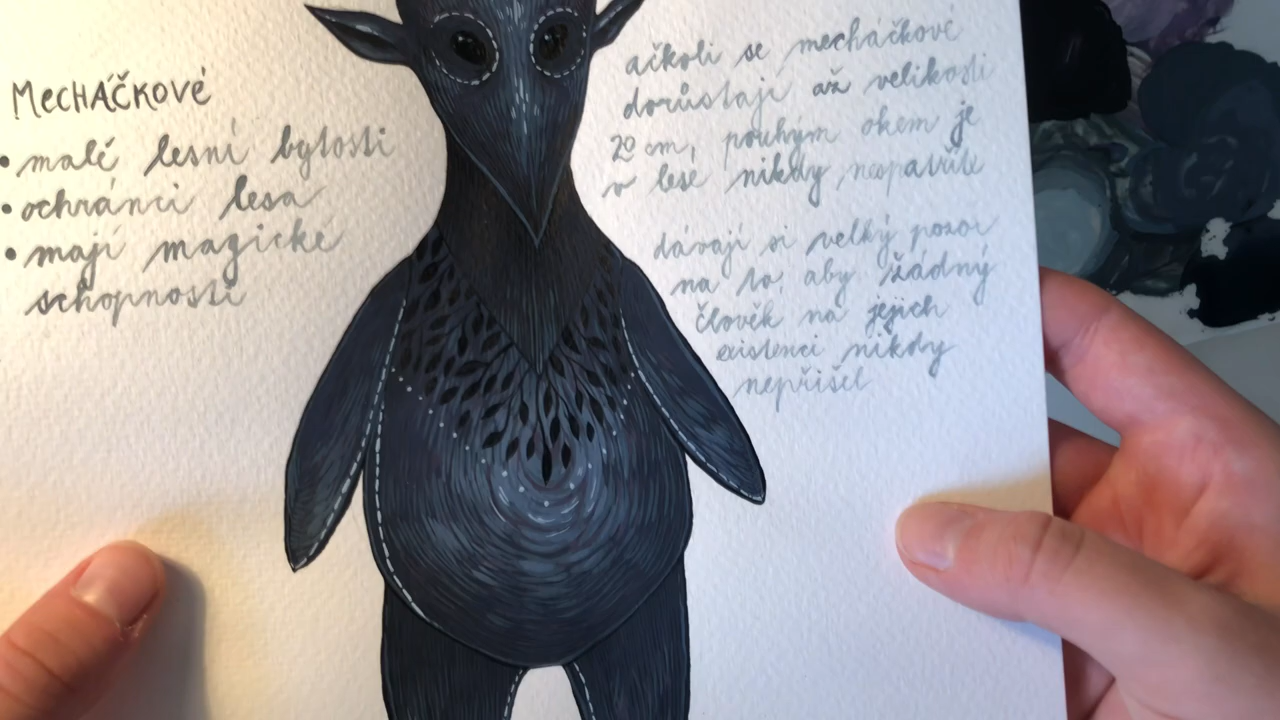 MECHÁČKOVÉ
• malé lesní bytosti
• ochránci lesa
• mají magické
schopnosti
ačkoli se mecháčkové
dorůstají až velikosti
20 cm, pouhým okem je
v lese nikdy nespatříte
dávají si velký pozor
na to, aby žádný
člověk na jejich
existenci nikdy
nepřišel